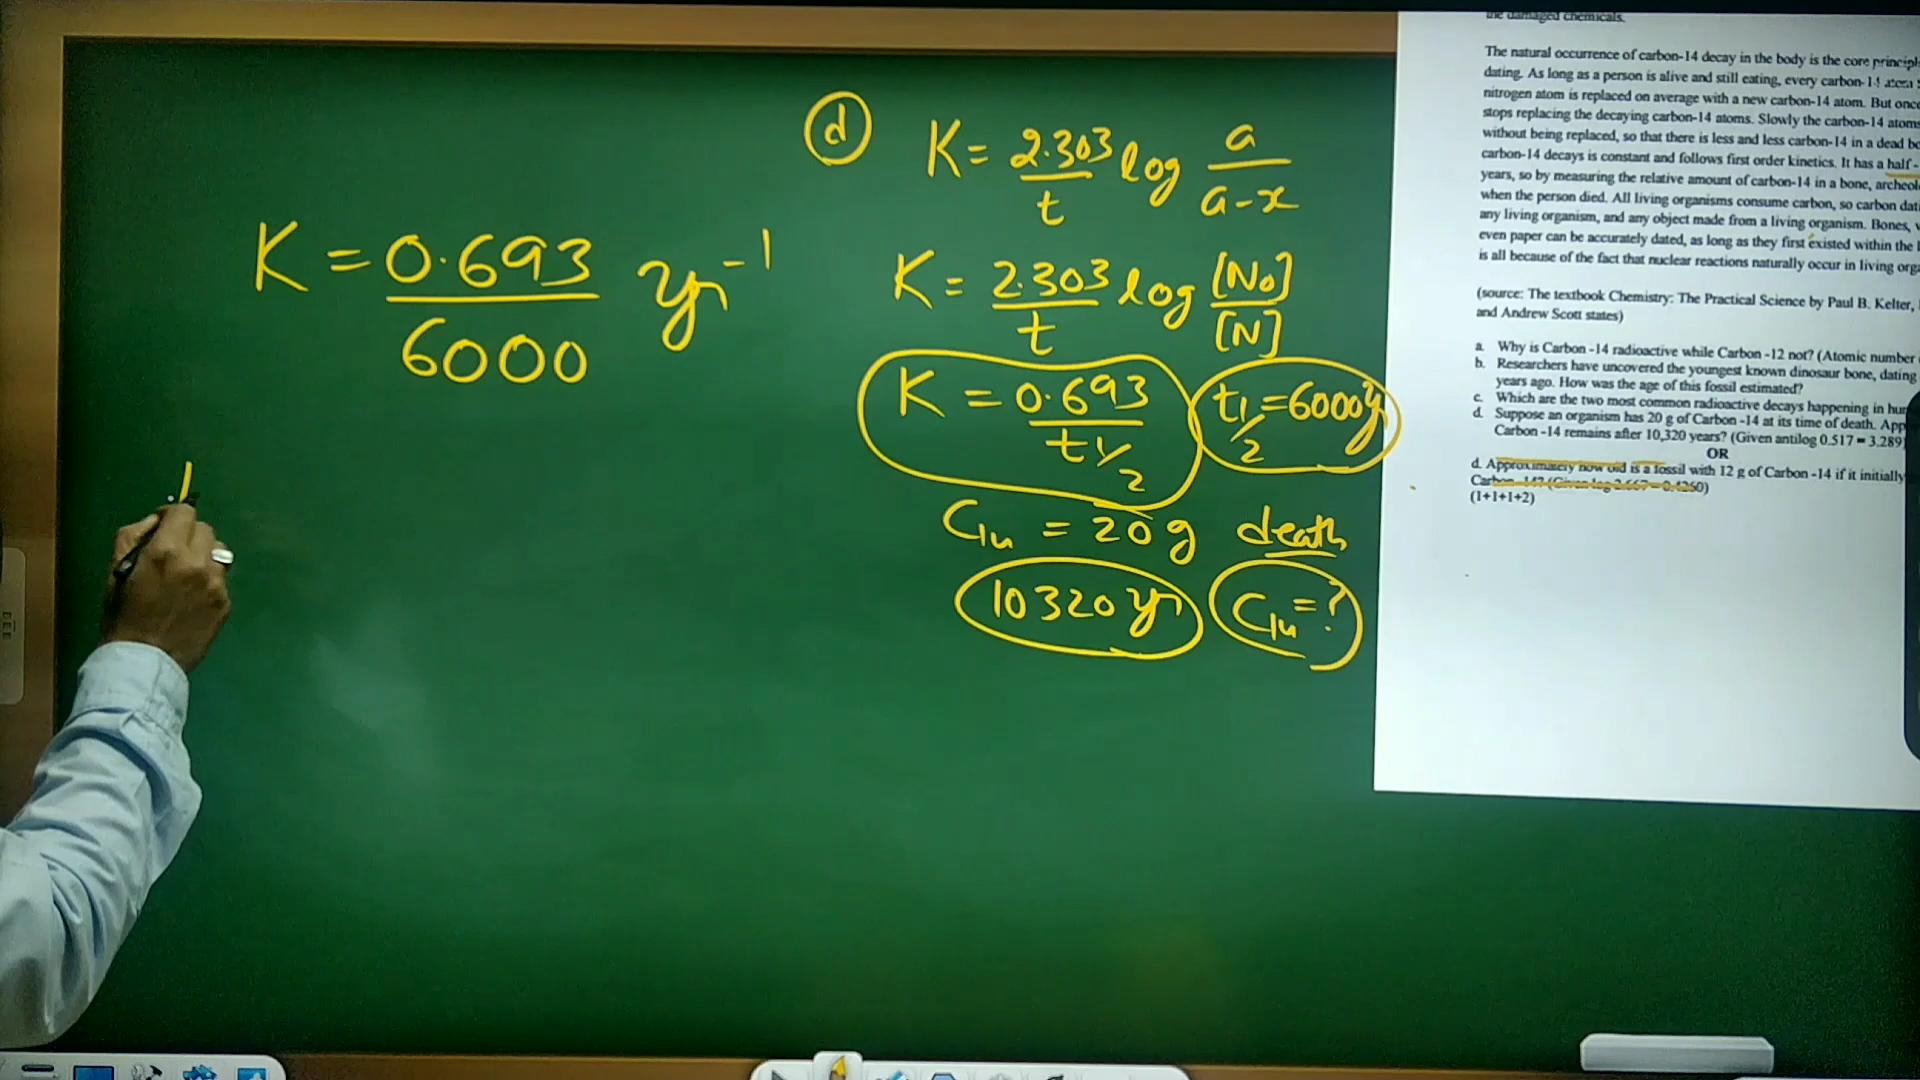 K = 0.693 / 6000 yr⁻¹
d
K = 2.303 / t log a / a-x
K = 2.303 / t log [N₀] / [N]
K = 0.693 / t1/2 t1/2 = 6000 yr
C14 = 20 g death
10320 yr C14 = ?
the damaged chemicals.
The natural occurrence of carbon-14 decay in the body is the core
dating. As long as a person is alive and still eating, every carbon-14 atom
nitrogen atom is replaced on average with a new carbon-14 atom. But once
stops replacing the decaying carbon-14 atoms. Slowly the carbon-14 atoms
without being replaced, so that there is less and less carbon-14 in a dead
carbon-14 decays is constant and follows first order kinetics. It has a half-
years, so by measuring the relative amount of carbon-14 in a bone,
when the person died. All living organisms consume carbon, so carbon
any living organism, and any object made from a living organism. Bones,
even paper can be accurately dated, as long as they first existed within the
is all because of the fact that nuclear reactions naturally occur in living
(source: The textbook Chemistry: The Practical Science by Paul B. Kelter,
and Andrew Scott states)
a. Why is Carbon -14 radioactive while Carbon -12 not? (Atomic number
b. Researchers have uncovered the youngest known dinosaur bone, dating
years ago. How was the age of this fossil estimated?
c. Which are the two most common radioactive decays happening in
d. Suppose an organism has 20 g of Carbon -14 at its time of death.
Carbon -14 remains after 10,320 years? (Given antilog 0.517 = 3.289)
OR
d. Approximately how old is a fossil with 12 g of Carbon -14 if it initially
Carbon -14? (Given log 2.667 = 0.4260)
(1+1+1+2)